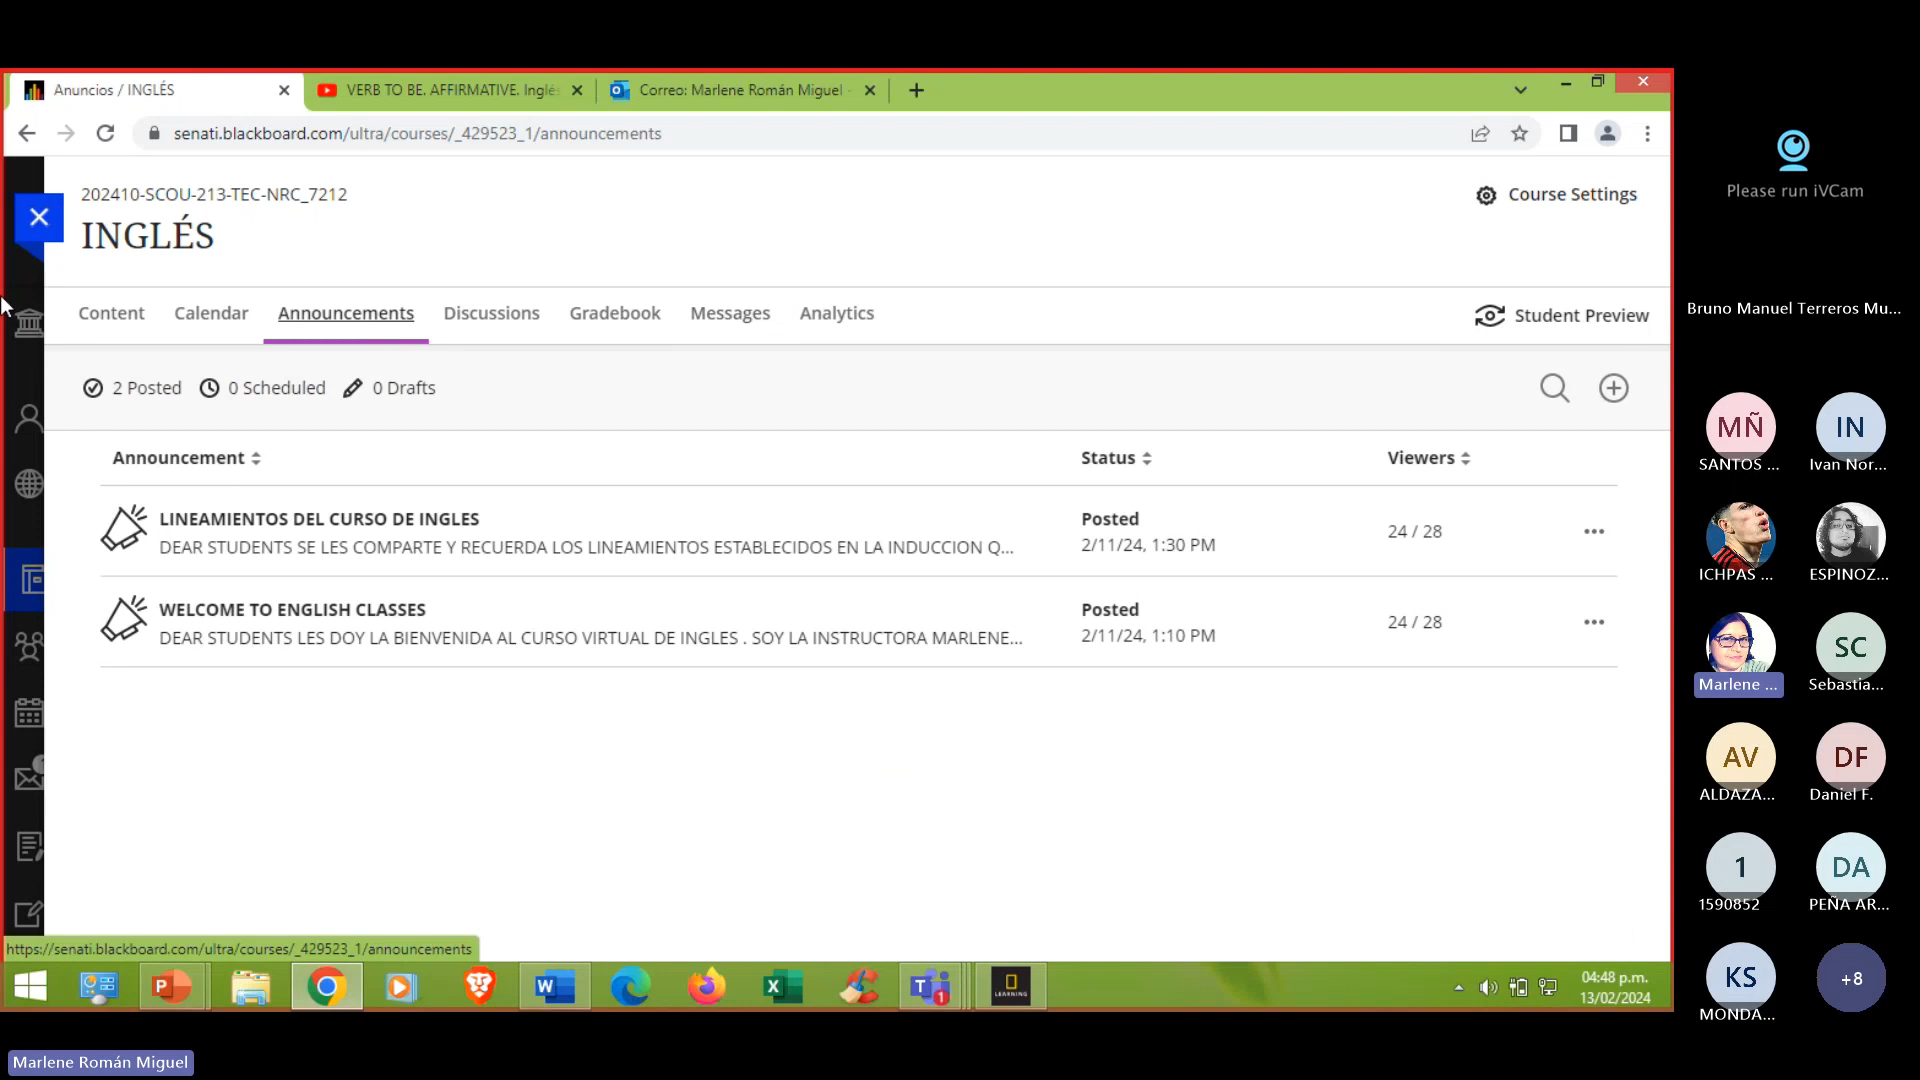 Anuncios / INGLÉS
VERB TO BE. AFFIRMATIVE. Inglé
Correo: Marlene Román Miguel -
senati.blackboard.com/ultra/courses/_429523_1/announcements
202410-SCOU-213-TEC-NRC_7212
INGLÉS
Course Settings
Content Calendar Announcements Discussions Gradebook Messages Analytics
Student Preview
2 Posted 0 Scheduled 0 Drafts
Announcement Status Viewers
LINEAMIENTOS DEL CURSO DE INGLES
DEAR STUDENTS SE LES COMPARTE Y RECUERDA LOS LINEAMIENTOS ESTABLECIDOS EN LA INDUCCION Q...
Posted
2/11/24, 1:30 PM
24 / 28
WELCOME TO ENGLISH CLASSES
DEAR STUDENTS LES DOY LA BIENVENIDA AL CURSO VIRTUAL DE INGLES . SOY LA INSTRUCTORA MARLENE...
Posted
2/11/24, 1:10 PM
24 / 28
https://senati.blackboard.com/ultra/courses/_429523_1/announcements
LEARNING
04:48 p.m.
13/02/2024
Marlene Román Miguel
Please run iVCam
Bruno Manuel Terreros Mu...
MÑ IN
SANTOS ... Ivan Nor...
ICHPAS ... ESPINOZ...
SC
Marlene ... Sebastia...
AV DF
ALDAZA... Daniel F.
1 DA
1590852 PEÑA AR...
KS +8
MONDA...